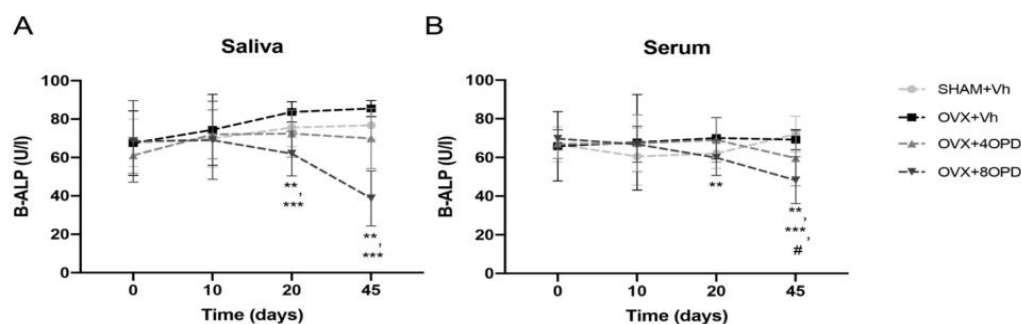 A
Saliva
B-ALP (U/l)
100
80
60
40
20
0
**,
***
**,
***
0 10 20 45
Time (days)
B
Serum
B-ALP (U/l)
100
80
60
40
20
0
**
**,
***,
#
0 10 20 45
Time (days)
SHAM+Vh
OVX+Vh
OVX+4OPD
OVX+8OPD